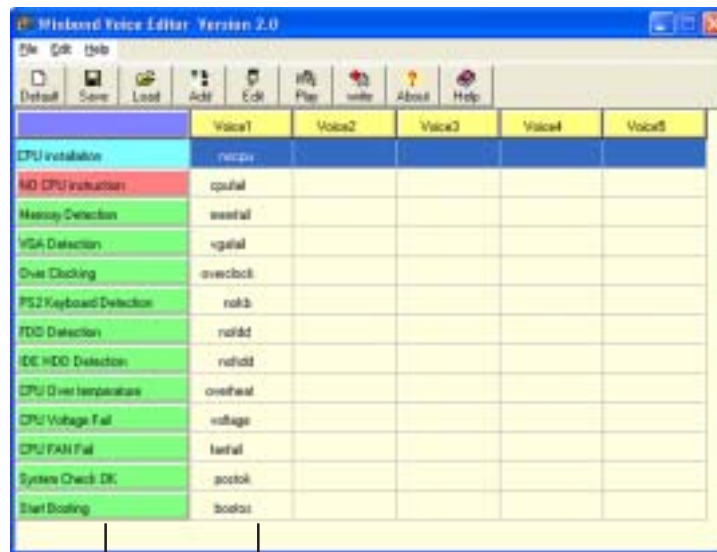 Winbond Voice Editor Version 2.0
File Edit Help
Default Save Load Add Edit Play write About Help
Voice1 Voice2 Voice3 Voice4 Voice5
CPU installation nocpu
NO CPU instruction cpufail
Memory Detection memfail
VGA Detection vgafail
Over Clocking overclock
PS2 Keyboard Detection nokb
FDD Detection nofdd
IDE HDD Detection nohdd
CPU Over temperature overheat
CPU Voltage Fail voltage
CPU FAN Fail fanfail
System Check OK postok
Start Booting bootos